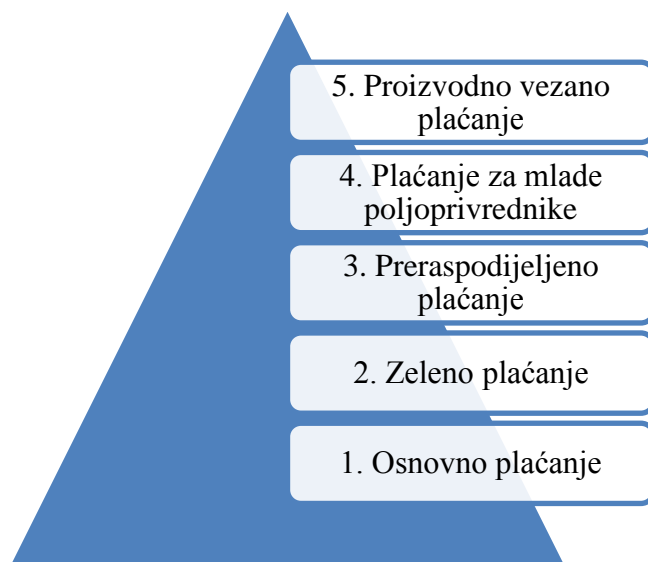 5. Proizvodno vezano
plaćanje
4. Plaćanje za mlade
poljoprivrednike
3. Preraspodijeljeno
plaćanje
2. Zeleno plaćanje
1. Osnovno plaćanje